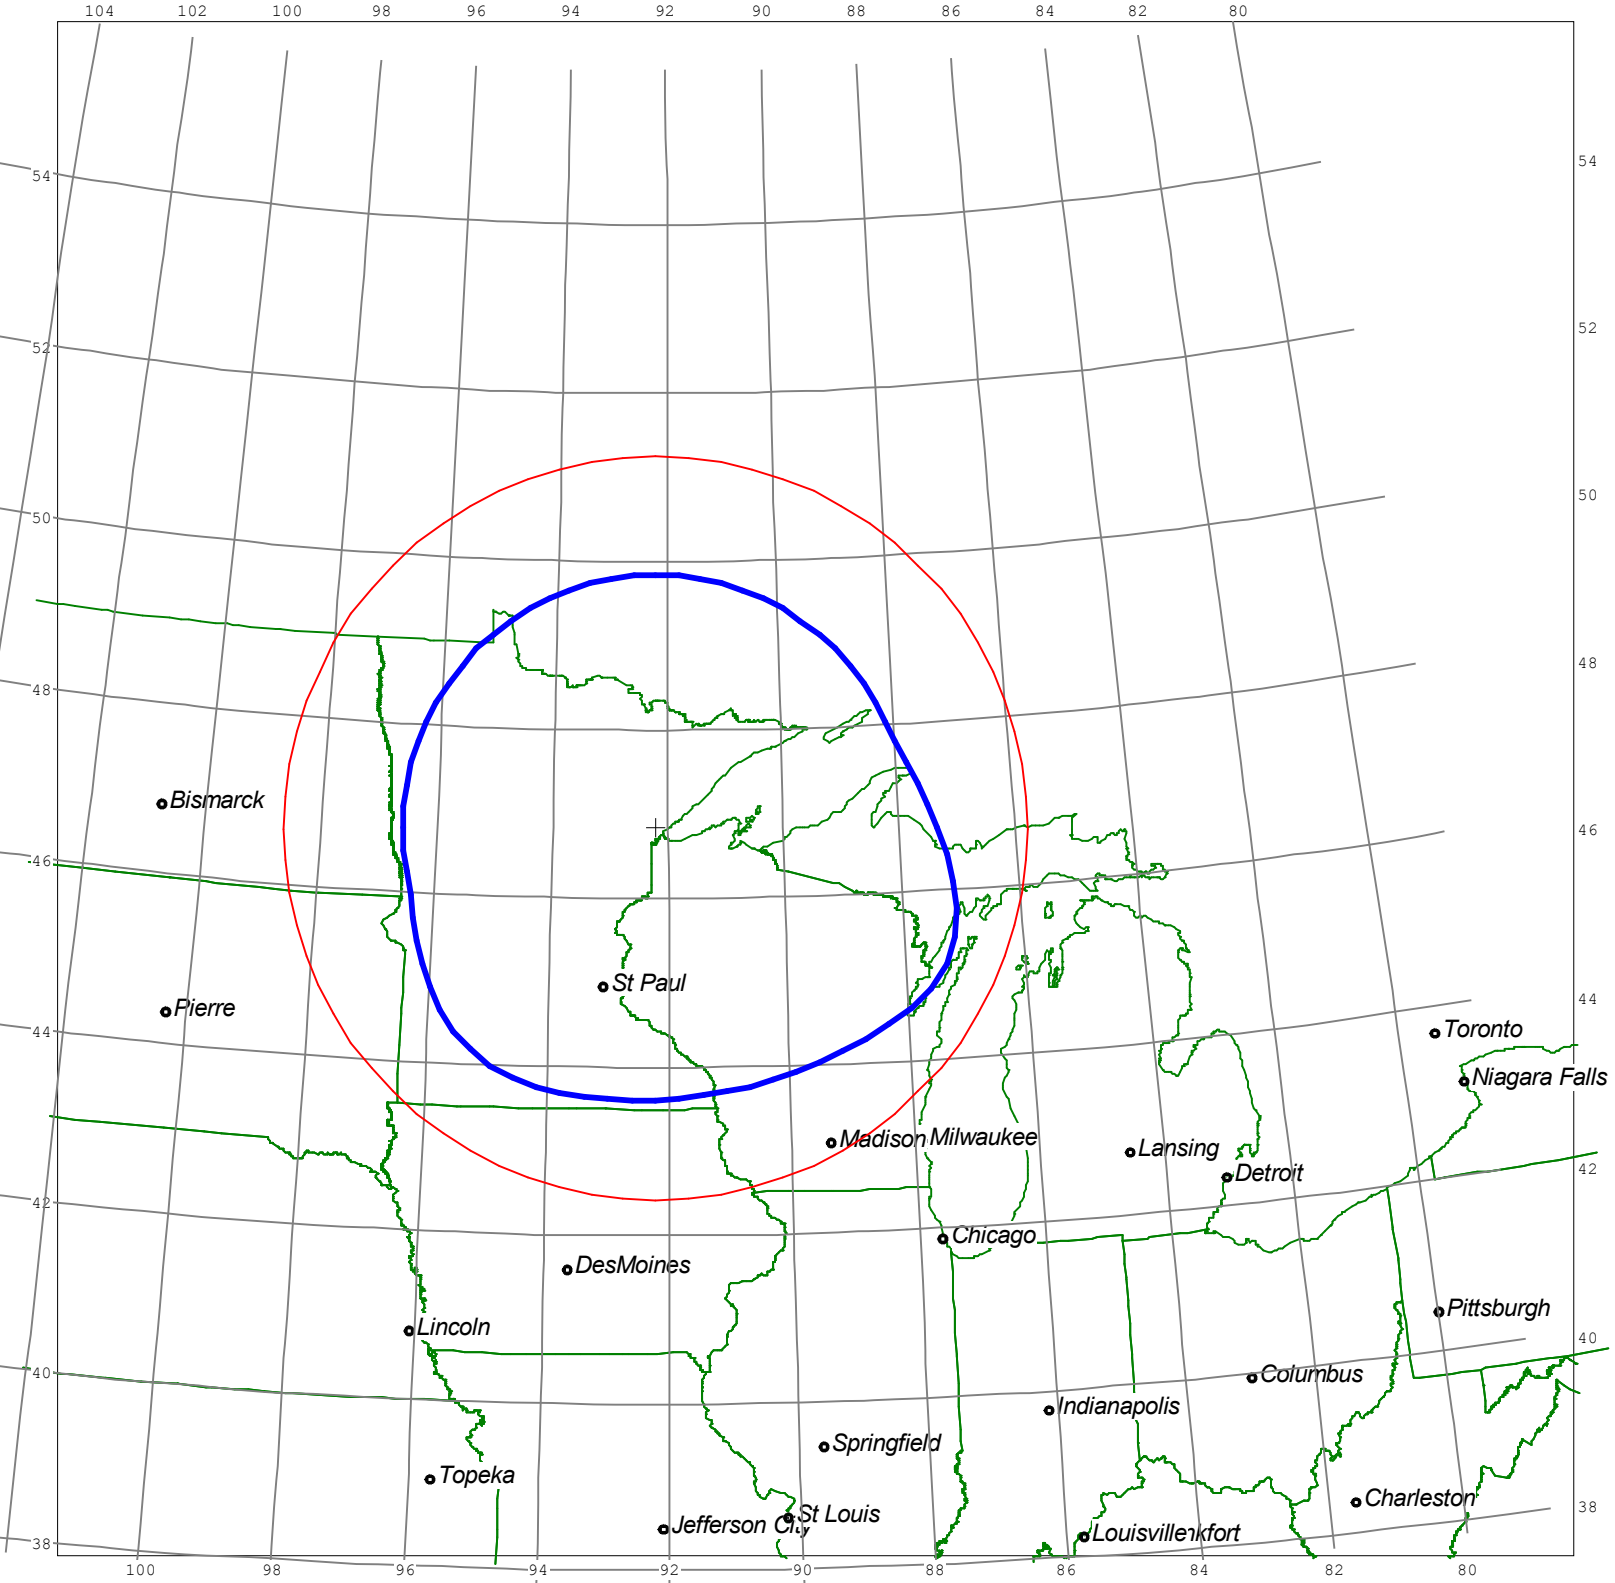 104 102 100 98 96 94 92 90 88 86 84 82 80
54 54
52 52
50 50
48 48
Bismarck
46 46
St Paul
Pierre
44 44
Toronto
Niagara Falls
Madison Milwaukee
Lansing
Detroit
42 42
Chicago
DesMoines
Pittsburgh
Lincoln
40 40
Columbus
Indianapolis
Springfield
Topeka
Charleston
38
St Louis
Jefferson City
Louisvillenkfort
38
100 98 96 94 92 90 88 86 84 82 80